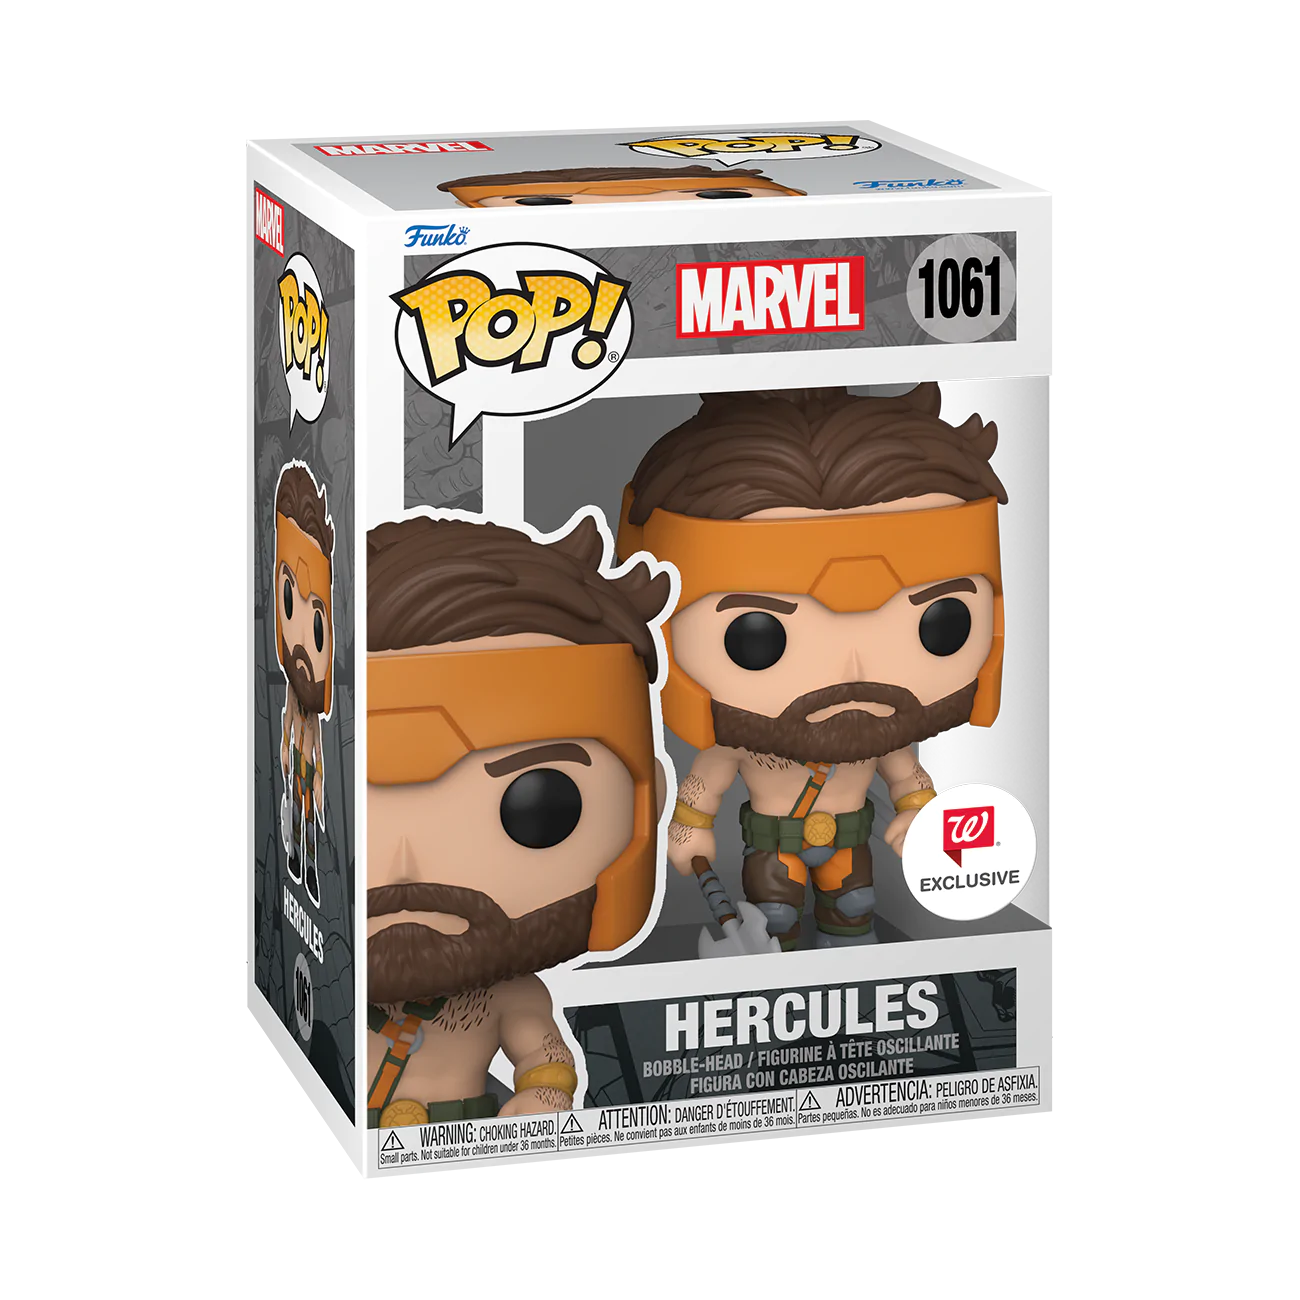 MARVEL
POP!
Funko
MARVEL
POP!
HERCULES
1061
Funko
POP!®
MARVEL
1061
W®
EXCLUSIVE
HERCULES
BOBBLE-HEAD / FIGURINE À TÊTE OSCILLANTE
FIGURA CON CABEZA OSCILANTE
WARNING: CHOKING HAZARD.
Small parts. Not suitable for children under 36 months.
ATTENTION: DANGER D'ÉTOUFFEMENT.
Petites pièces. Ne convient pas aux enfants de moins de 36 mois.
ADVERTENCIA: PELIGRO DE ASFIXIA.
Partes pequeñas. No es adecuado para niños menores de 36 meses.